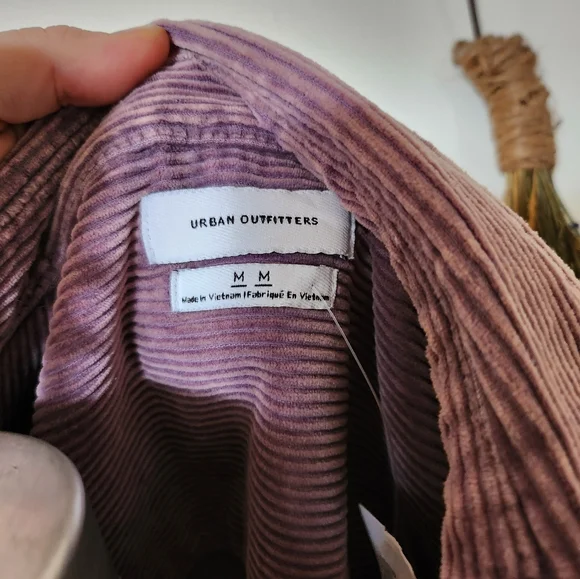 URBAN OUTFITTERS
M M
Made in Vietnam | Fabriqué En Vietnam